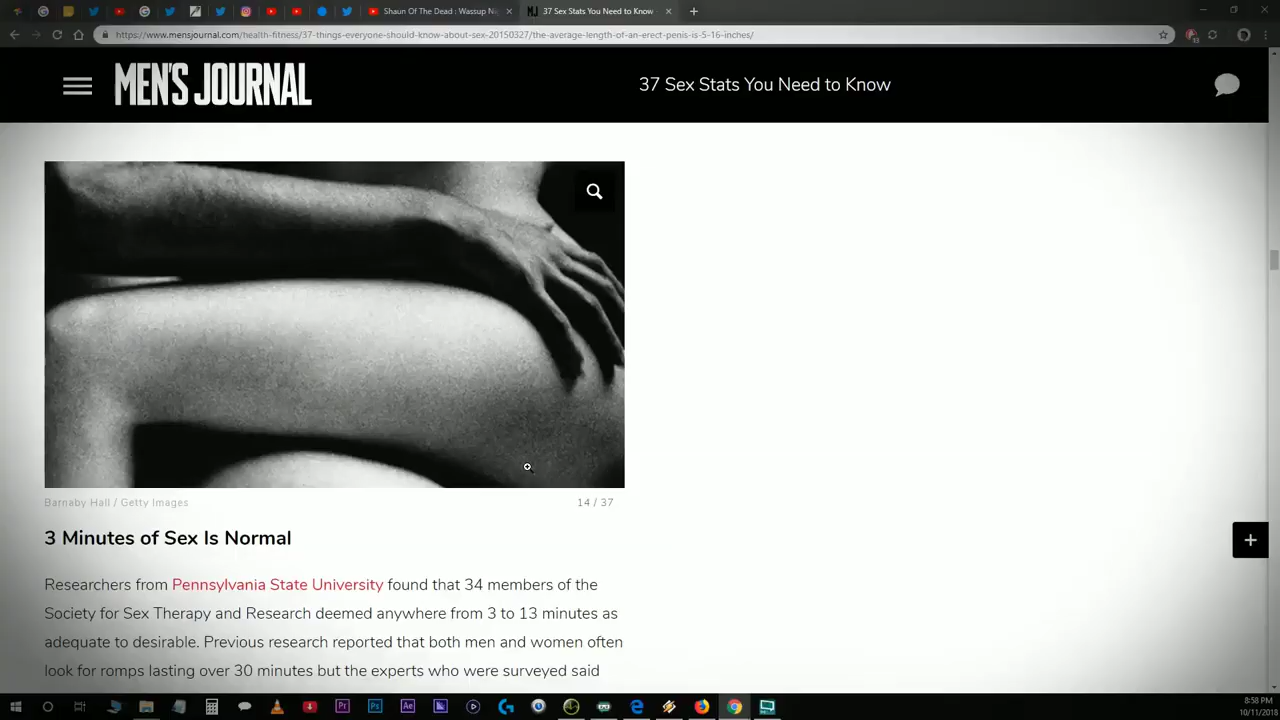 Shaun Of The Dead : Wassup Ni
37 Sex Stats You Need to Know
https://www.mensjournal.com/health-fitness/37-things-everyone-should-know-about-sex-20150327/the-average-length-of-an-erect-penis-is-5-16-inches/
MEN'S JOURNAL
37 Sex Stats You Need to Know
Barnaby Hall / Getty Images
14 / 37
3 Minutes of Sex Is Normal
Researchers from Pennsylvania State University found that 34 members of the
Society for Sex Therapy and Research deemed anywhere from 3 to 13 minutes as
adequate to desirable. Previous research reported that both men and women often
look for romps lasting over 30 minutes but the experts who were surveyed said
8:58 PM
10/11/2018